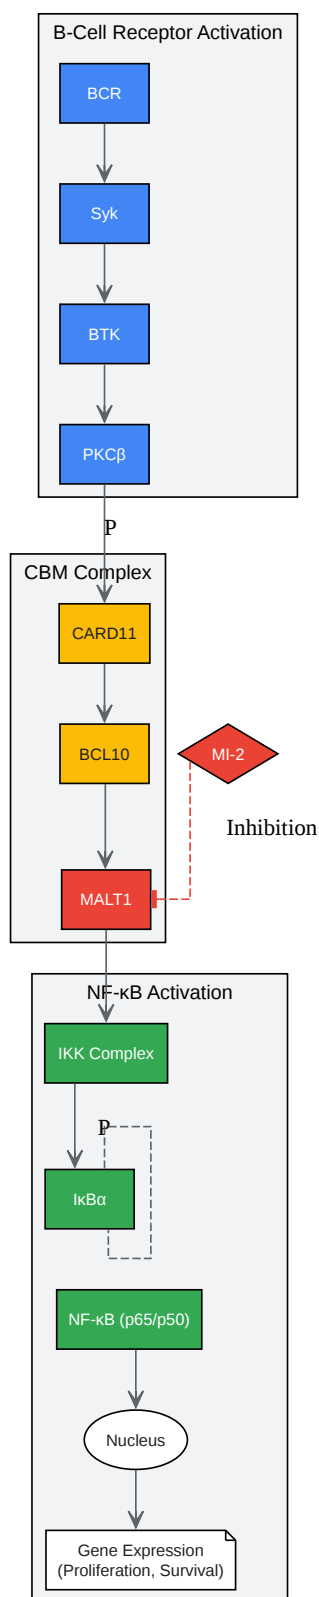 B-Cell Receptor Activation
BCR
Syk
BTK
PKCβ
P
CBM Complex
CARD11
BCL10
MI-2
Inhibition
MALT1
NF-κB Activation
IKK Complex
P
IκBα
NF-κB (p65/p50)
Nucleus
Gene Expression
(Proliferation, Survival)